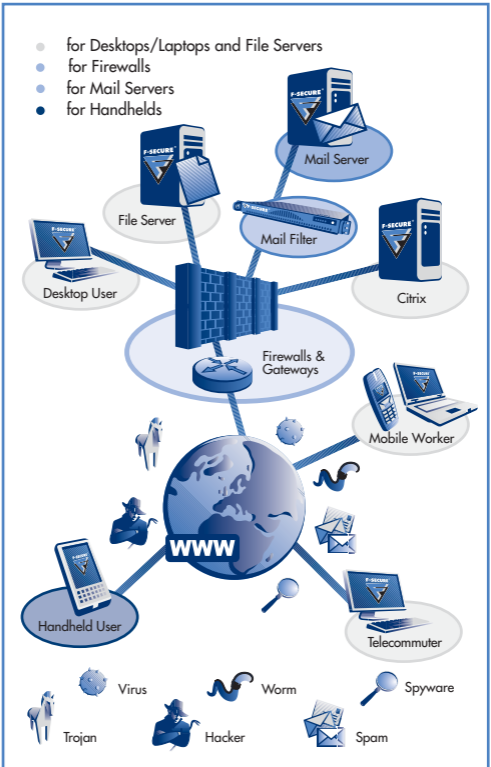 for Desktops/Laptops and File Servers
for Firewalls
for Mail Servers
for Handhelds
F-SECURE
Mail Server
F-SECURE
File Server
Mail Filter
F-SECURE
Desktop User
Citrix
Firewalls &
Gateways
Mobile Worker
WWW
F-SECURE
Handheld User
Telecommuter
Virus
Worm
Spyware
Trojan
Hacker
Spam